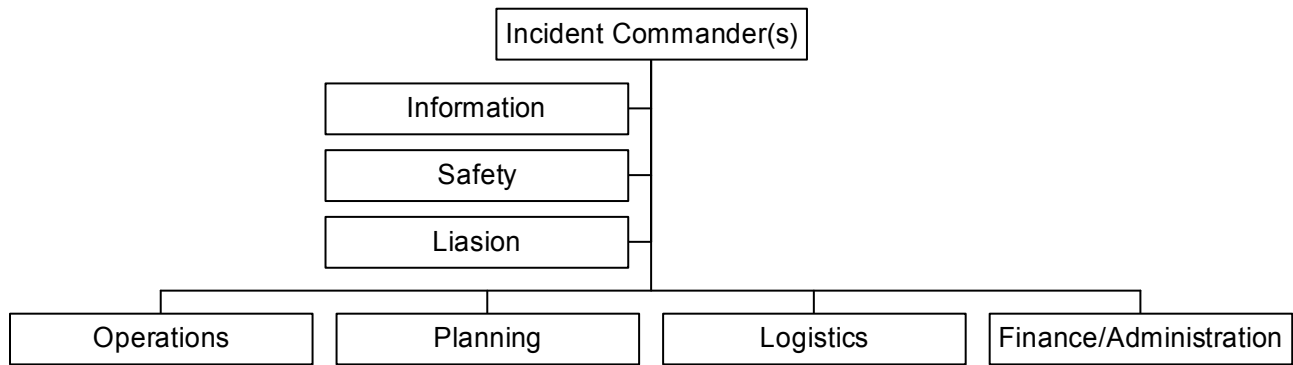 Incident Commander(s)
Information
Safety
Liasion
Operations
Planning
Logistics
Finance/Administration